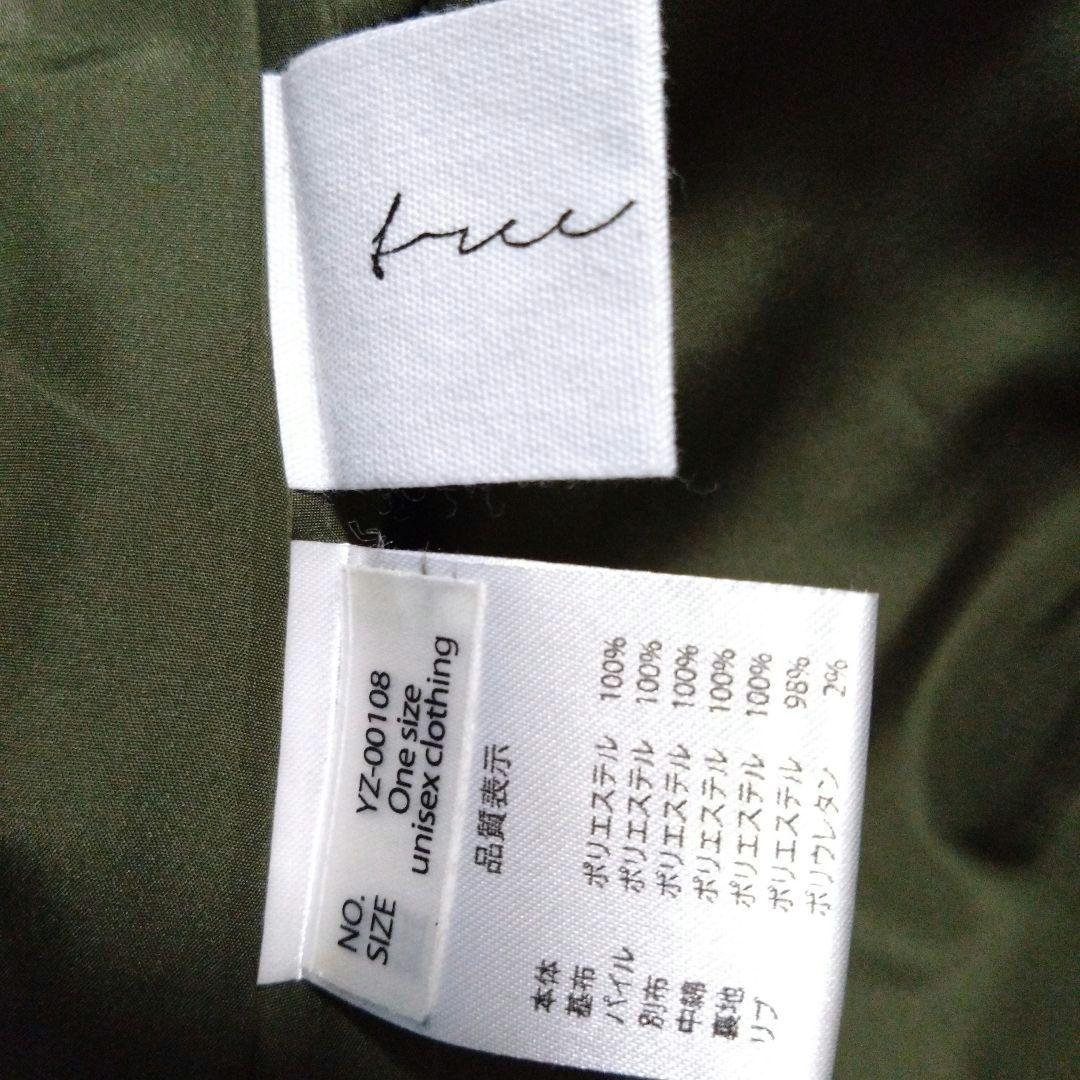 free
NO. YZ-00108
SIZE One size
unisex clothing
品質表示
本体
基布 ポリエステル 100%
パイル ポリエステル 100%
別布 ポリエステル 100%
中綿 ポリエステル 100%
裏地 ポリエステル 100%
リブ ポリエステル 98%
ポリウレタン 2%